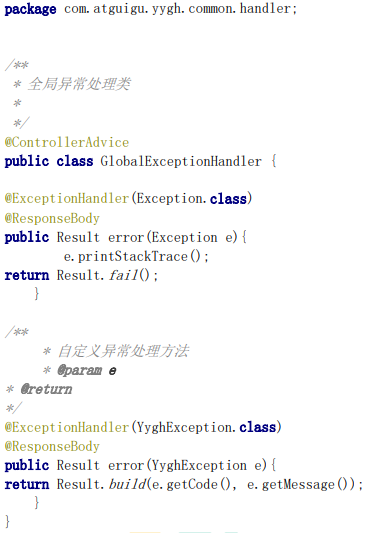 package com.atguigu.yygh.common.handler;
/**
* 全局异常处理类
*
*/
@ControllerAdvice
public class GlobalExceptionHandler {
@ExceptionHandler(Exception.class)
@ResponseBody
public Result error(Exception e){
e.printStackTrace();
return Result.fail();
}
/**
* 自定义异常处理方法
* @param e
* @return
*/
@ExceptionHandler(YyghException.class)
@ResponseBody
public Result error(YyghException e){
return Result.build(e.getCode(), e.getMessage());
}
}